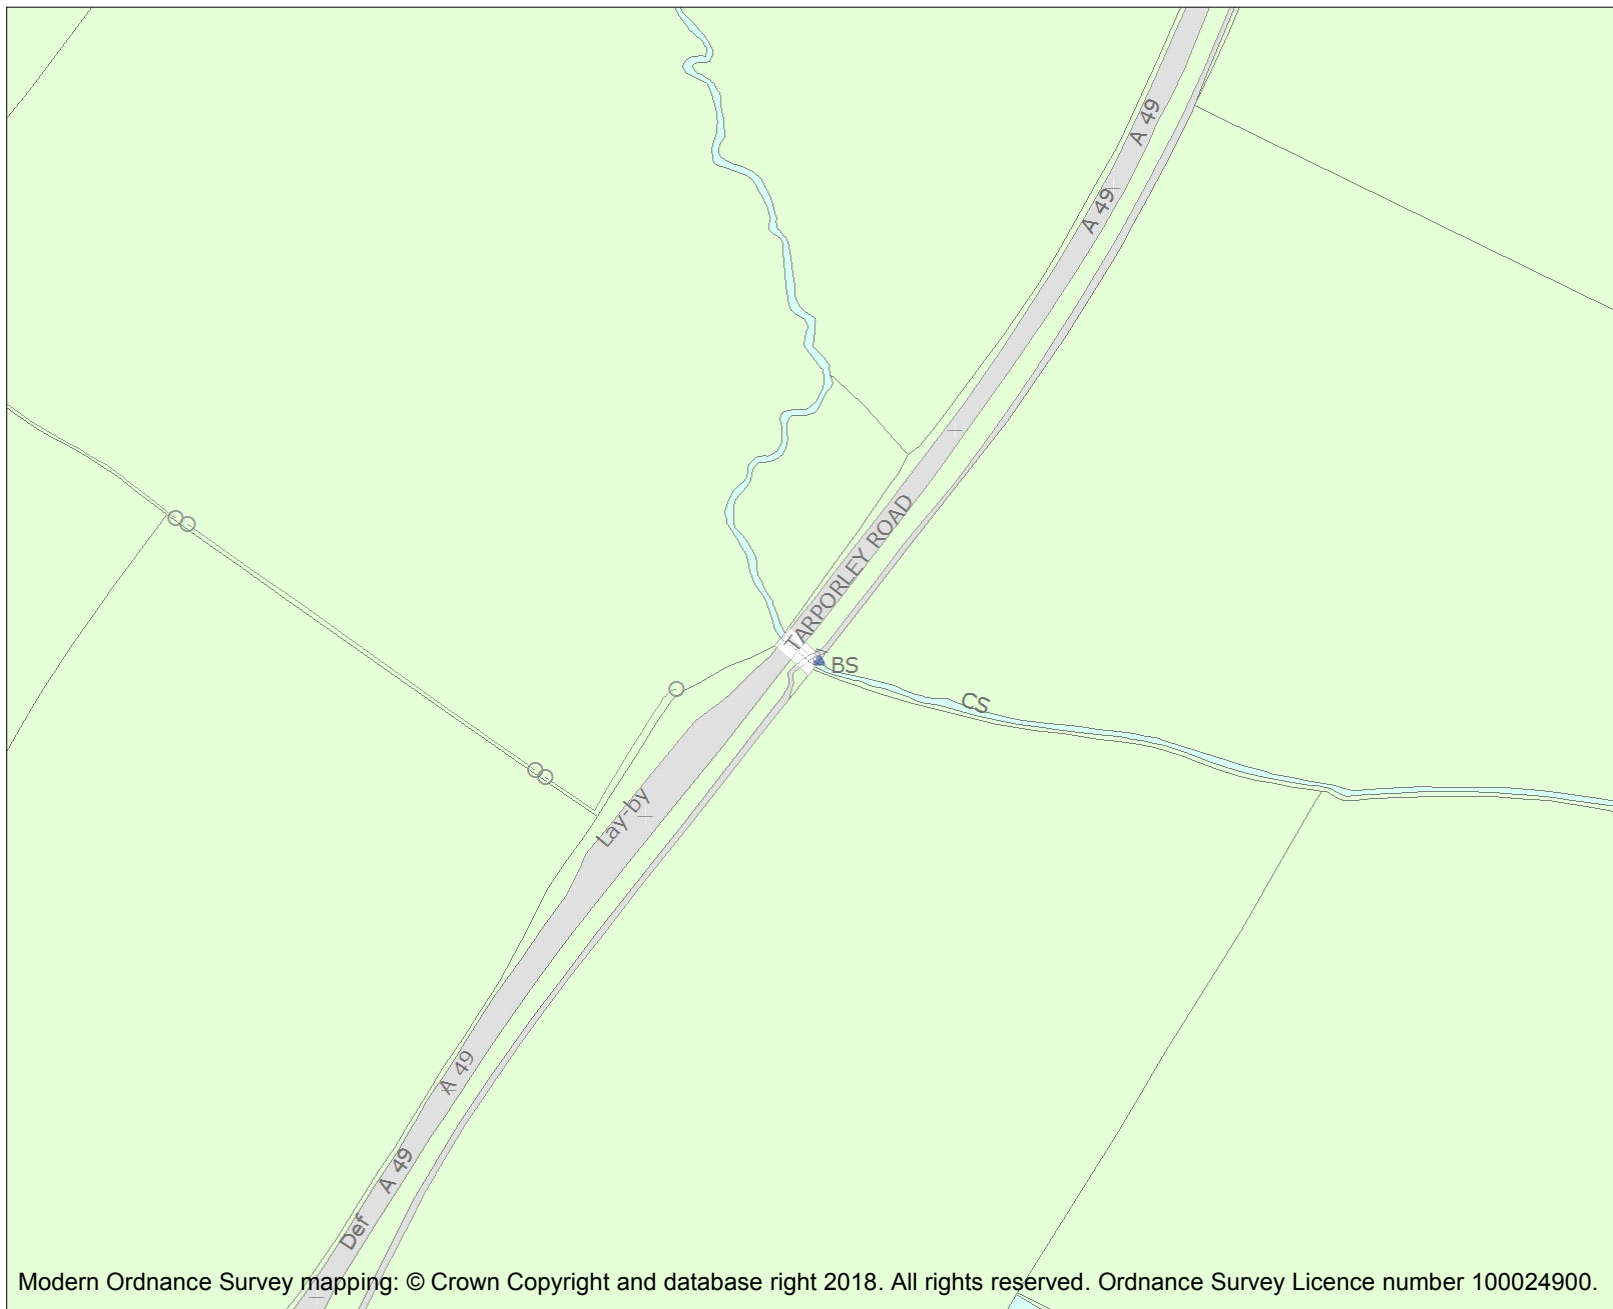 A 49
A 49
TARPORLEY ROAD
BS
CS
Lay-by
A 49
A 49
Def
Modern Ordnance Survey mapping: © Crown Copyright and database right 2018. All rights reserved. Ordnance Survey Licence number 100024900.